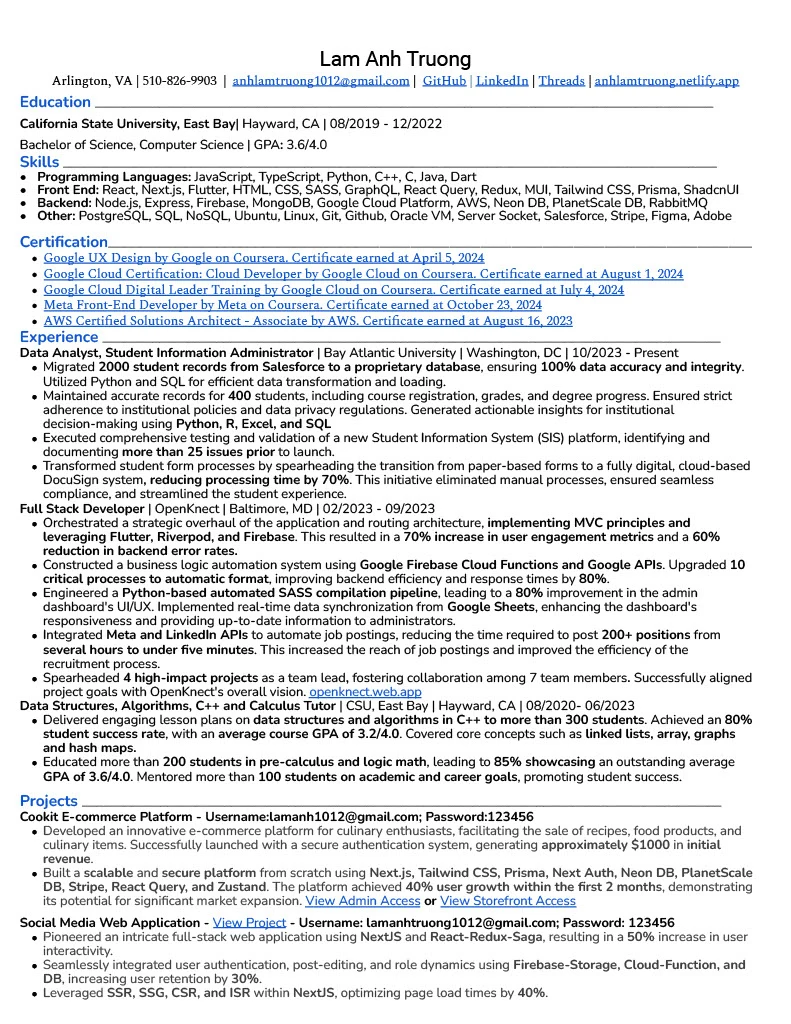 Lam Anh Truong
Arlington, VA | 510-826-9903 | anhlamtruong1012@gmail.com | GitHub | LinkedIn | Threads | anhlamtruong.netlify.app
Education
California State University, East Bay| Hayward, CA | 08/2019 - 12/2022
Bachelor of Science, Computer Science | GPA: 3.6/4.0
Skills
● Programming Languages: JavaScript, TypeScript, Python, C++, C, Java, Dart
● Front End: React, Next.js, Flutter, HTML, CSS, SASS, GraphQL, React Query, Redux, MUI, Tailwind CSS, Prisma, ShadcnUI
● Backend: Node.js, Express, Firebase, MongoDB, Google Cloud Platform, AWS, Neon DB, PlanetScale DB, RabbitMQ
● Other: PostgreSQL, SQL, NoSQL, Ubuntu, Linux, Git, Github, Oracle VM, Server Socket, Salesforce, Stripe, Figma, Adobe
Certification
● Google UX Design by Google on Coursera. Certificate earned at April 5, 2024
● Google Cloud Certification: Cloud Developer by Google Cloud on Coursera. Certificate earned at August 1, 2024
● Google Cloud Digital Leader Training by Google Cloud on Coursera. Certificate earned at July 4, 2024
● Meta Front-End Developer by Meta on Coursera. Certificate earned at October 23, 2024
● AWS Certified Solutions Architect - Associate by AWS. Certificate earned at August 16, 2023
Experience
Data Analyst, Student Information Administrator | Bay Atlantic University | Washington, DC | 10/2023 - Present
● Migrated 2000 student records from Salesforce to a proprietary database, ensuring 100% data accuracy and integrity.
Utilized Python and SQL for efficient data transformation and loading.
● Maintained accurate records for 400 students, including course registration, grades, and degree progress. Ensured strict
adherence to institutional policies and data privacy regulations. Generated actionable insights for institutional
decision-making using Python, R, Excel, and SQL
● Executed comprehensive testing and validation of a new Student Information System (SIS) platform, identifying and
documenting more than 25 issues prior to launch.
● Transformed student form processes by spearheading the transition from paper-based forms to a fully digital, cloud-based
DocuSign system, reducing processing time by 70%. This initiative eliminated manual processes, ensured seamless
compliance, and streamlined the student experience.
Full Stack Developer | OpenKnect | Baltimore, MD | 02/2023 - 09/2023
● Orchestrated a strategic overhaul of the application and routing architecture, implementing MVC principles and
leveraging Flutter, Riverpod, and Firebase. This resulted in a 70% increase in user engagement metrics and a 60%
reduction in backend error rates.
● Constructed a business logic automation system using Google Firebase Cloud Functions and Google APIs. Upgraded 10
critical processes to automatic format, improving backend efficiency and response times by 80%.
● Engineered a Python-based automated SASS compilation pipeline, leading to a 80% improvement in the admin
dashboard's UI/UX. Implemented real-time data synchronization from Google Sheets, enhancing the dashboard's
responsiveness and providing up-to-date information to administrators.
● Integrated Meta and LinkedIn APIs to automate job postings, reducing the time required to post 200+ positions from
several hours to under five minutes. This increased the reach of job postings and improved the efficiency of the
recruitment process.
● Spearheaded 4 high-impact projects as a team lead, fostering collaboration among 7 team members. Successfully aligned
project goals with OpenKnect's overall vision. openknect.web.app
Data Structures, Algorithms, C++ and Calculus Tutor | CSU, East Bay | Hayward, CA | 08/2020- 06/2023
● Delivered engaging lesson plans on data structures and algorithms in C++ to more than 300 students. Achieved an 80%
student success rate, with an average course GPA of 3.2/4.0. Covered core concepts such as linked lists, array, graphs
and hash maps.
● Educated more than 200 students in pre-calculus and logic math, leading to 85% showcasing an outstanding average
GPA of 3.6/4.0. Mentored more than 100 students on academic and career goals, promoting student success.
Projects
Cookit E-commerce Platform - Username:lamanh1012@gmail.com; Password:123456
● Developed an innovative e-commerce platform for culinary enthusiasts, facilitating the sale of recipes, food products, and
culinary items. Successfully launched with a secure authentication system, generating approximately $1000 in initial
revenue.
● Built a scalable and secure platform from scratch using Next.js, Tailwind CSS, Prisma, Next Auth, Neon DB, PlanetScale
DB, Stripe, React Query, and Zustand. The platform achieved 40% user growth within the first 2 months, demonstrating
its potential for significant market expansion. View Admin Access or View Storefront Access
Social Media Web Application - View Project - Username: lamanhtruong1012@gmail.com; Password: 123456
● Pioneered an intricate full-stack web application using NextJS and React-Redux-Saga, resulting in a 50% increase in user
interactivity.
● Seamlessly integrated user authentication, post-editing, and role dynamics using Firebase-Storage, Cloud-Function, and
DB, increasing user retention by 30%.
● Leveraged SSR, SSG, CSR, and ISR within NextJS, optimizing page load times by 40%.